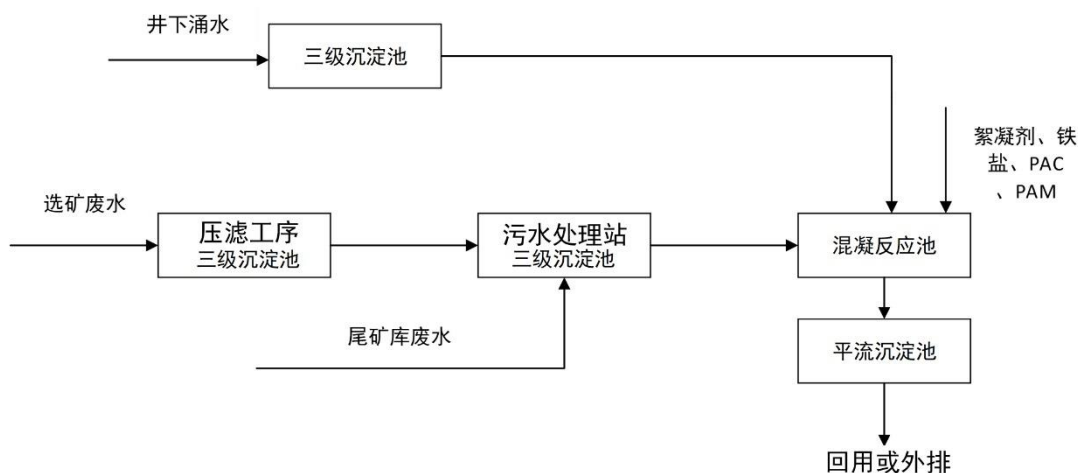 井下涌水
三级沉淀池
絮凝剂、铁
盐、PAC
、PAM
选矿废水
压滤工序
三级沉淀池
污水处理站
三级沉淀池
混凝反应池
尾矿库废水
平流沉淀池
回用或外排